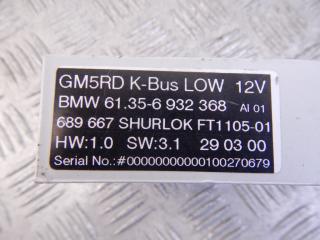 GM5RD K-Bus LOW 12V
BMW 61.35-6 932 368 AI 01
689 667 SHURLOK FT1105-01
HW:1.0 SW:3.1 29 03 00
Serial No.:#00000000000100270679